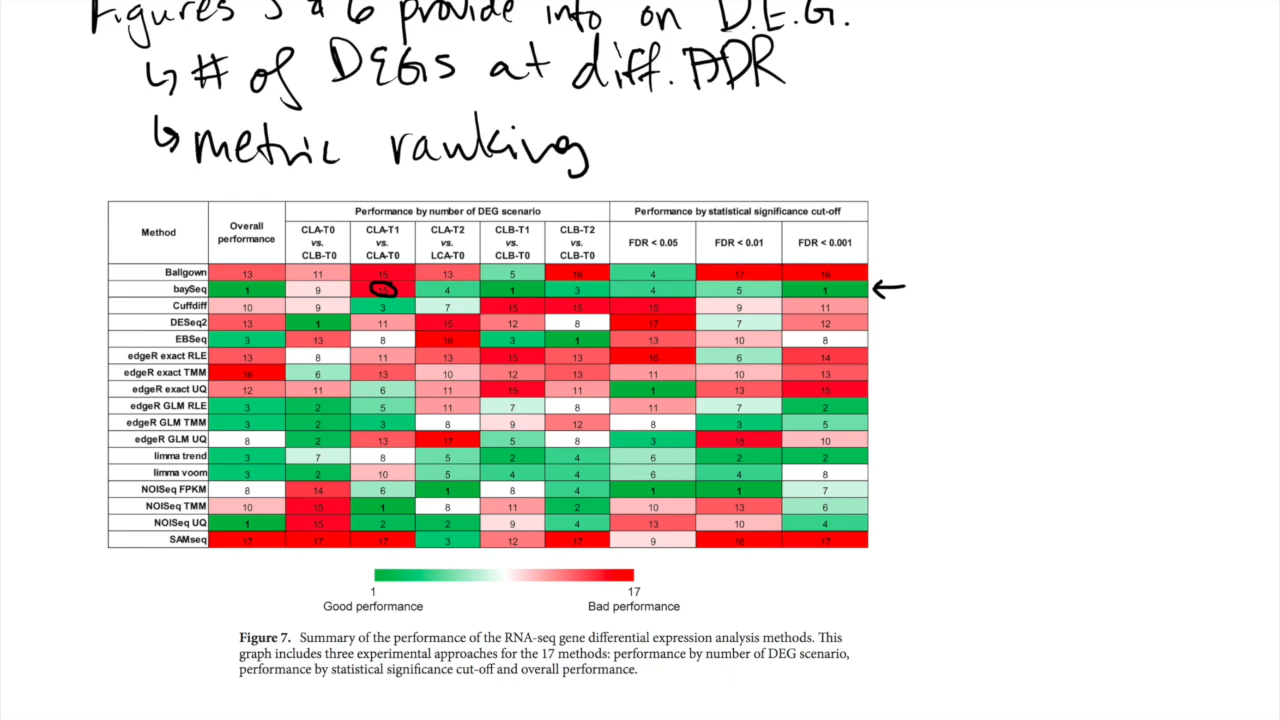 Figures 5 & 6 provide info on D.E.G.
↳ # of DEGs at diff. FDR
↳ metric ranking
Method Overall performance Performance by number of DEG scenario Performance by statistical significance cut-off
CLA-T0 vs. CLB-T0 CLA-T1 vs. CLA-T0 CLA-T2 vs. LCA-T0 CLB-T1 vs. CLB-T0 CLB-T2 vs. CLB-T0 FDR < 0.05 FDR < 0.01 FDR < 0.001
Ballgown 13 11 15 13 5 16 4 17 16
baySeq 1 9 15 4 1 3 4 5 1
Cuffdiff 10 9 3 7 15 15 15 9 11
DESeq2 13 1 11 15 12 8 17 7 12
EBSeq 3 13 8 16 3 1 13 10 8
edgeR exact RLE 13 8 11 13 15 13 16 6 14
edgeR exact TMM 16 6 13 10 12 13 11 10 13
edgeR exact UQ 12 11 6 11 15 11 1 13 15
edgeR GLM RLE 3 2 5 11 7 8 11 7 2
edgeR GLM TMM 3 2 3 8 9 12 8 3 5
edgeR GLM UQ 8 2 13 17 5 8 3 15 10
limma trend 3 7 8 5 2 4 6 2 2
limma voom 3 2 10 5 4 4 6 4 8
NOISeq FPKM 8 14 6 1 8 4 1 1 7
NOISeq TMM 10 15 1 8 11 2 10 13 6
NOISeq UQ 1 15 2 2 9 4 13 10 4
SAMseq 17 17 17 3 12 17 9 16 17
1 17
Good performance Bad performance
Figure 7. Summary of the performance of the RNA-seq gene differential expression analysis methods. This
graph includes three experimental approaches for the 17 methods: performance by number of DEG scenario,
performance by statistical significance cut-off and overall performance.